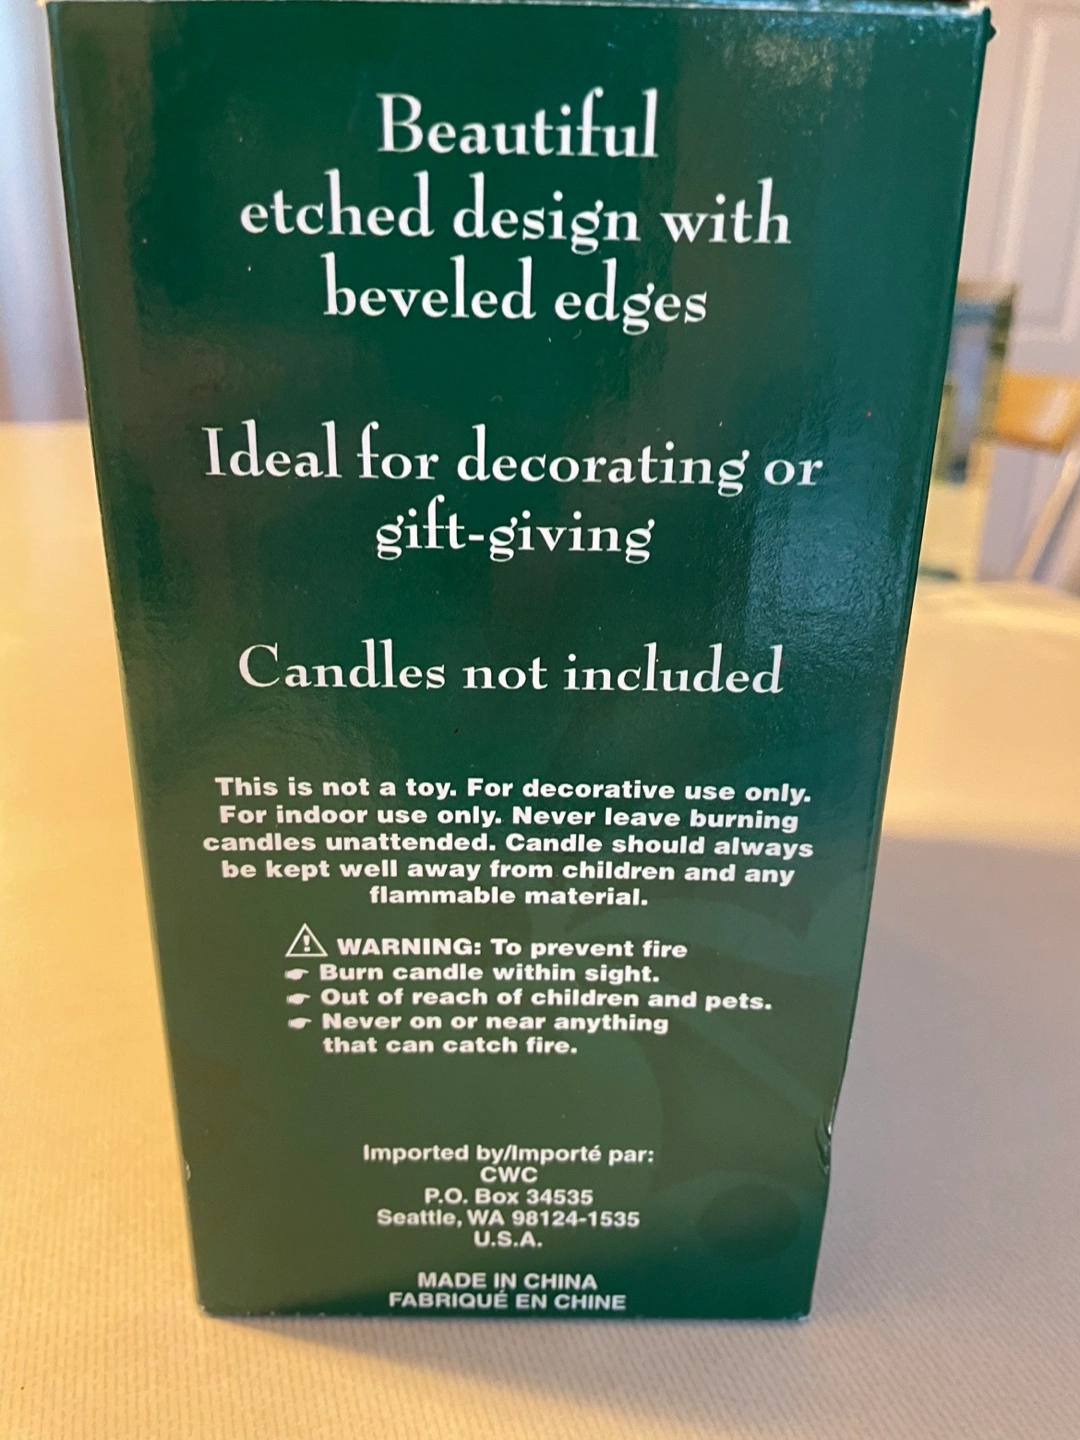 Beautiful
etched design with
beveled edges
Ideal for decorating or
gift-giving
Candles not included
This is not a toy. For decorative use only.
For indoor use only. Never leave burning
candles unattended. Candle should always
be kept well away from children and any
flammable material.
⚠ WARNING: To prevent fire
☛ Burn candle within sight.
☛ Out of reach of children and pets.
☛ Never on or near anything
that can catch fire.
Imported by/Importé par:
CWC
P.O. Box 34535
Seattle, WA 98124-1535
U.S.A.
MADE IN CHINA
FABRIQUÉ EN CHINE